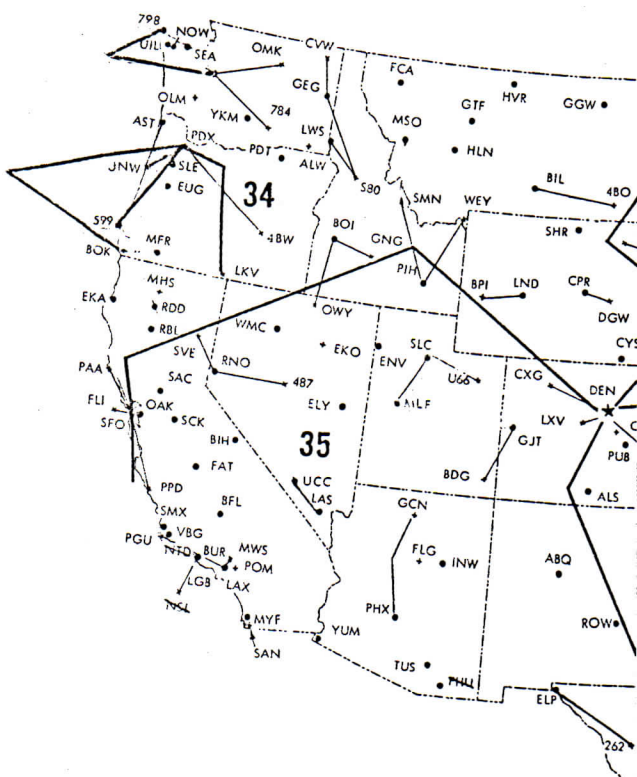 798
NOW
UIL
SEA
OMK
CVW
FCA
HVR
GEG
GGW
OLM
YKM
784
GTF
MSO
AST
PDX
LWS
HLN
PDT
ALW
JNW
SLE
34
S80
BIL
4BO
EUG
SMN
WEY
S99
4BW
BOI
SHR
BOK
MFR
GNG
LKV
PIH
BPI
LND
CPR
MHS
EKA
RDD
OWY
DGW
RBL
WMC
SLC
CYS
SVE
EKO
ENV
PAA
RNO
487
U66
CXG
DEN
SAC
FLI
OAK
ELY
MLF
LXV
SFO
SCK
35
GJT
PUB
BIH
FAT
BDG
UCC
ALS
PPD
BFL
LAS
GCN
SMX
VBG
PGU
NTD
BUR
MWS
FLG
INW
ABQ
POM
LGB
LAX
NSI
PHX
MYF
ROW
YUM
SAN
TUS
FHU
ELP
262